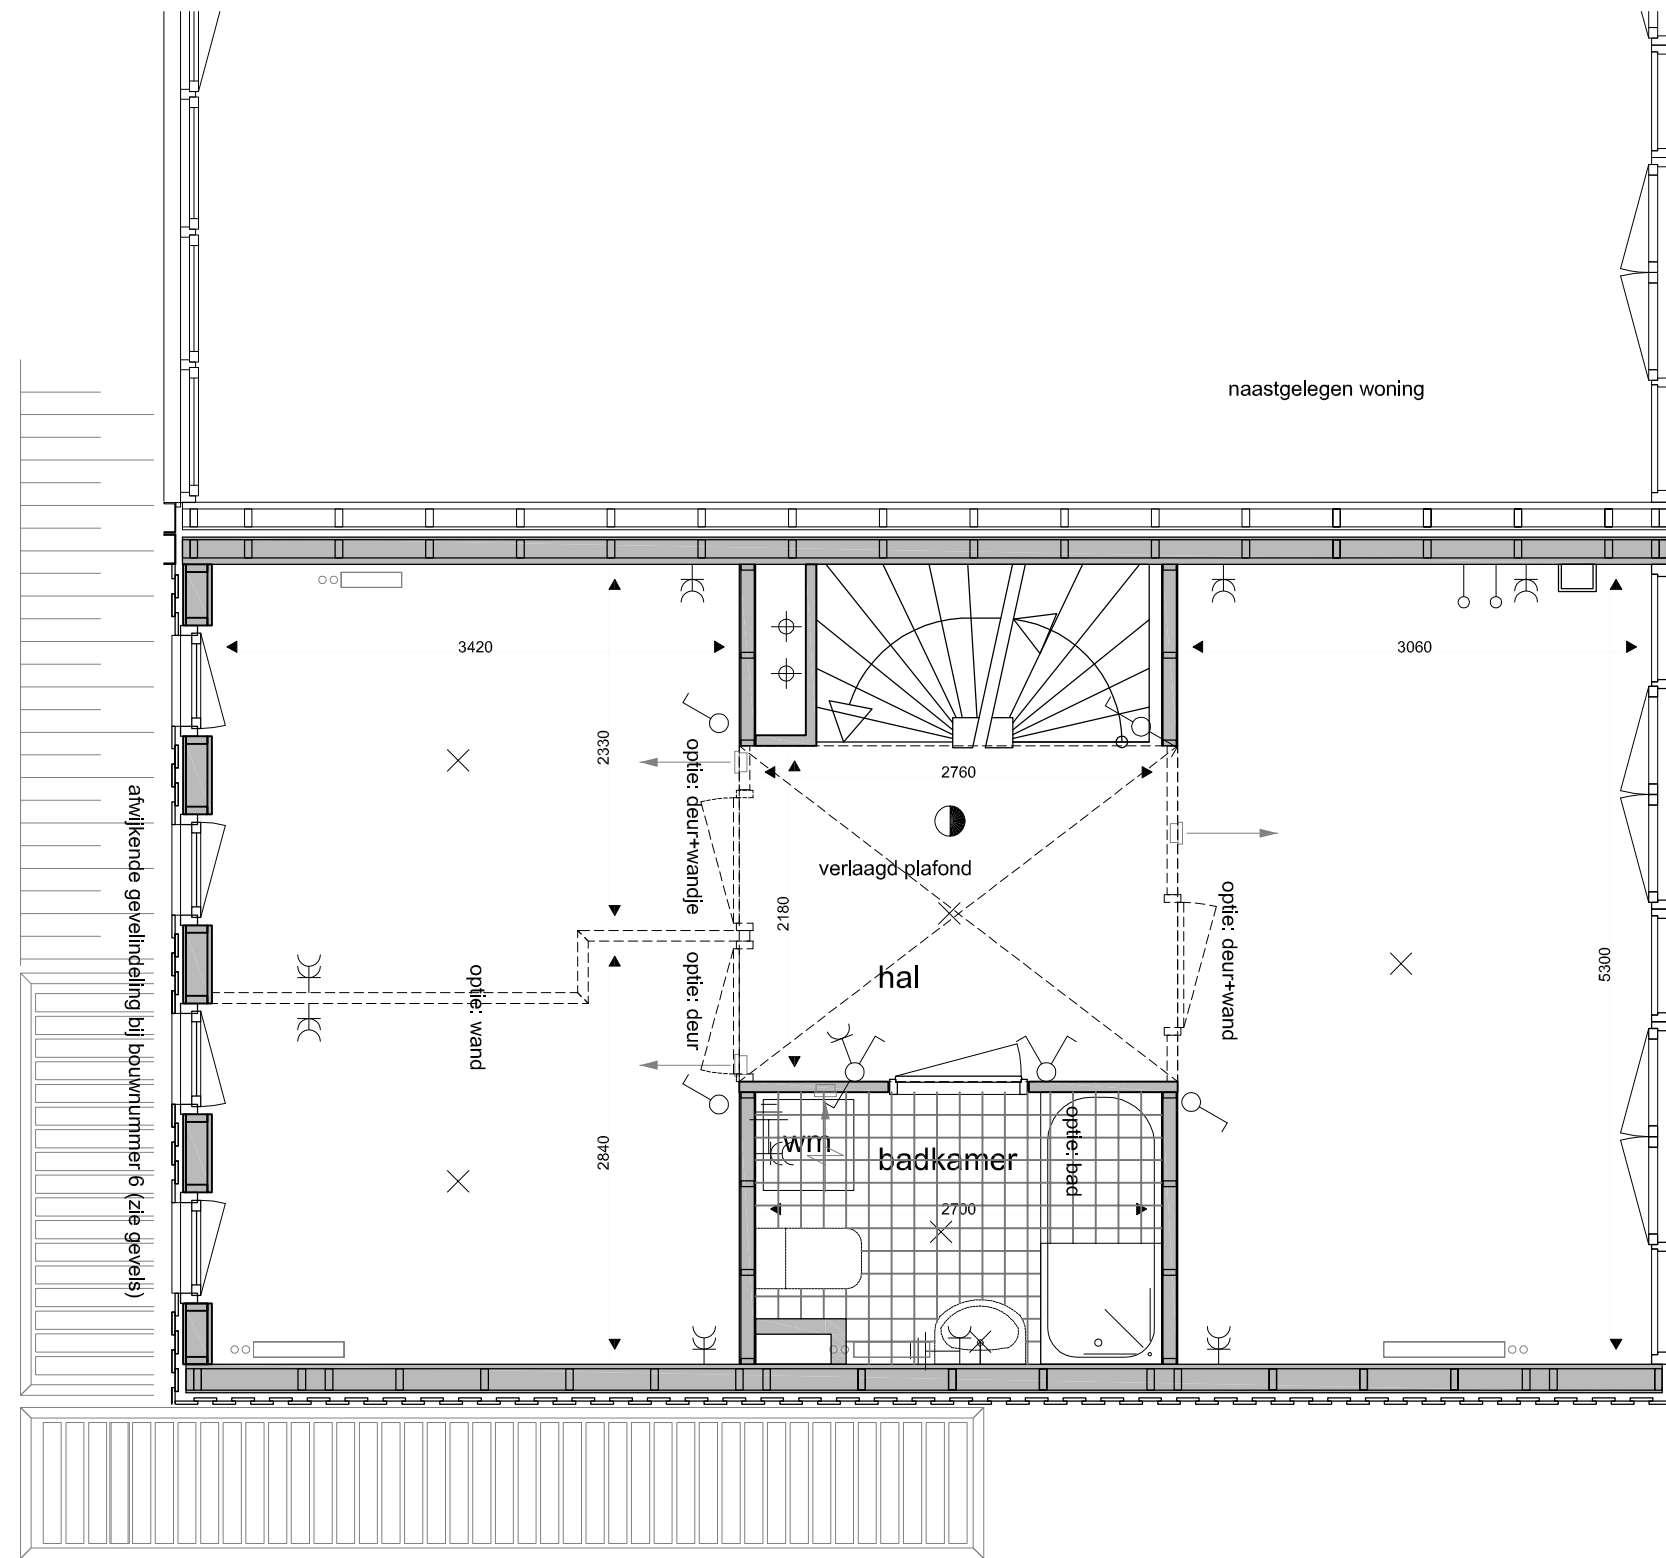 naastgelegen woning
3420
3060
2330
optie: deur+wandje
2760
verlaagd plafond
2180
hal
optie: deur+wand
5300
afwijkende gevelindeling bij bouwnummer 6 (zie gevels)
optie: wand
optie: deur
2840
wm
badkamer
optie: bad
2700